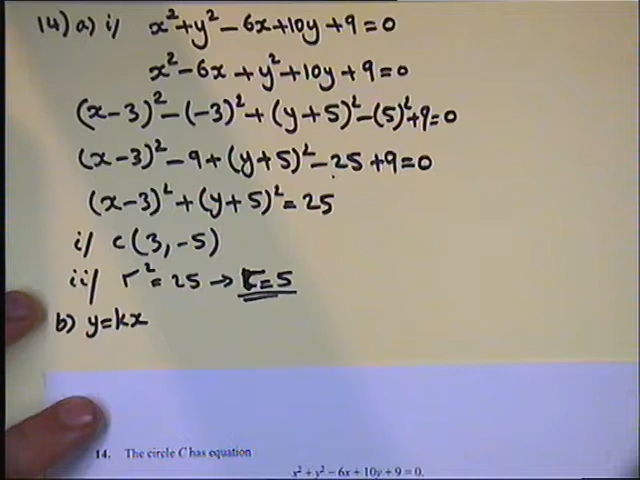 14) a) i/ x² + y² - 6x + 10y + 9 = 0
x² - 6x + y² + 10y + 9 = 0
(x - 3)² - (-3)² + (y + 5)² - (5)² + 9 = 0
(x - 3)² - 9 + (y + 5)² - 25 + 9 = 0
(x - 3)² + (y + 5)² = 25
i/ c(3, -5)
ii/ r² = 25 → r = 5
b) y = kx
14. The circle C has equation
x² + y² – 6x + 10y + 9 = 0.